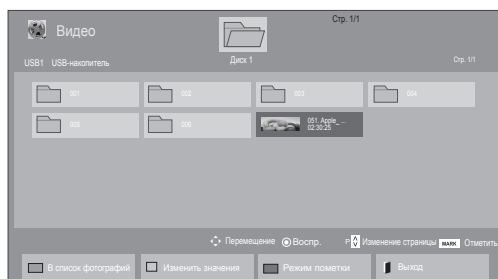 Стр. 1/1
Видео
USB1 USB-накопитель
Диск 1
Стр. 1/1
001
002
003
004
005
006
051. Apple_ ...
02:30:25
Перемещение
Воспр.
P Изменение страницы
MARK Отметить
В список фотографий
Изменить значения
Режим пометки
Выход